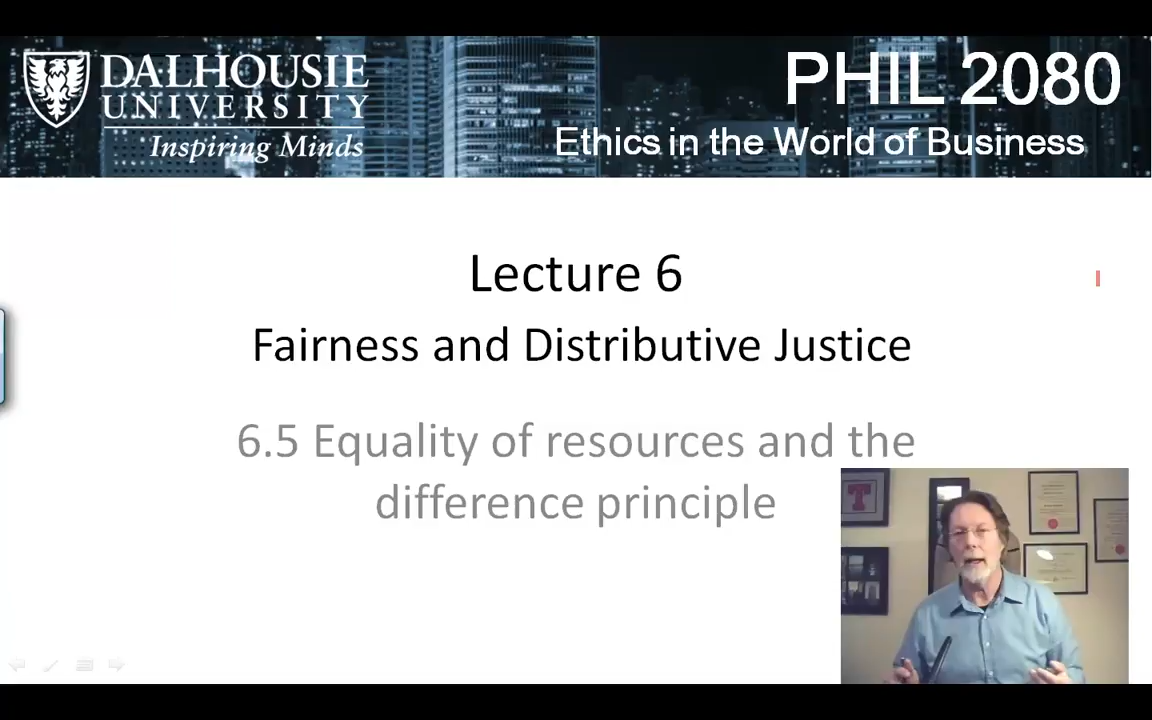 DALHOUSIE
UNIVERSITY
Inspiring Minds
PHIL 2080
Ethics in the World of Business
Lecture 6
Fairness and Distributive Justice
6.5 Equality of resources and the
difference principle
T